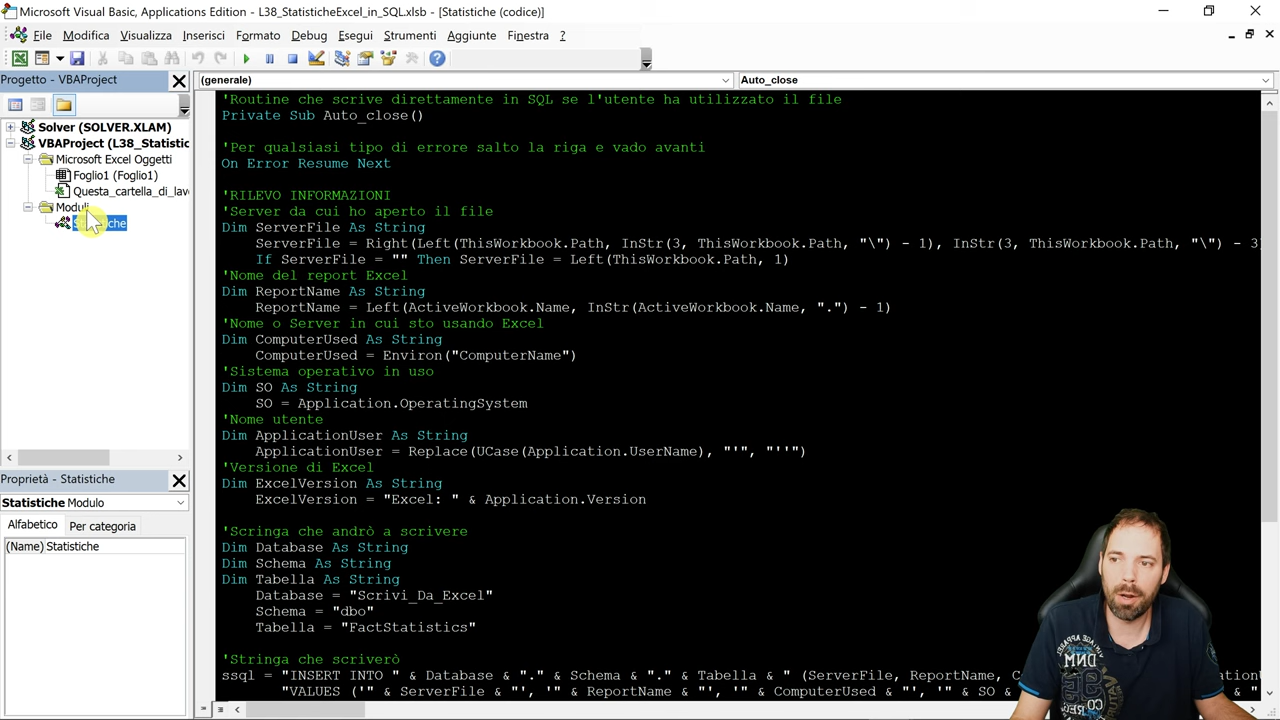 Microsoft Visual Basic, Applications Edition - L38_StatisticheExcel_in_SQL.xlsb - [Statistiche (codice)]
File Modifica Visualizza Inserisci Formato Debug Esegui Strumenti Aggiunte Finestra ?
Progetto - VBAProject
(generale)
Auto_close
Solver (SOLVER.XLAM)
VBAProject (L38_Statistic
Microsoft Excel Oggetti
Foglio1 (Foglio1)
Questa_cartella_di_lav
Moduli
Proprietà - Statistiche
Statistiche Modulo
Alfabetico Per categoria
(Name) Statistiche
'Routine che scrive direttamente in SQL se l'utente ha utilizzato il file
Private Sub Auto_close()
'Per qualsiasi tipo di errore salto la riga e vado avanti
On Error Resume Next
'RILEVO INFORMAZIONI
'Server da cui ho aperto il file
Dim ServerFile As String
ServerFile = Right(Left(ThisWorkbook.Path, InStr(3, ThisWorkbook.Path, "\") - 1), InStr(3, ThisWorkbook.Path, "\") - 3
If ServerFile = "" Then ServerFile = Left(ThisWorkbook.Path, 1)
'Nome del report Excel
Dim ReportName As String
ReportName = Left(ActiveWorkbook.Name, InStr(ActiveWorkbook.Name, ".") - 1)
'Nome o Server in cui sto usando Excel
Dim ComputerUsed As String
ComputerUsed = Environ("ComputerName")
'Sistema operativo in uso
Dim SO As String
SO = Application.OperatingSystem
'Nome utente
Dim ApplicationUser As String
ApplicationUser = Replace(UCase(Application.UserName), "'", "''")
'Versione di Excel
Dim ExcelVersion As String
ExcelVersion = "Excel: " & Application.Version
'Scringa che andrò a scrivere
Dim Database As String
Dim Schema As String
Dim Tabella As String
Database = "Scrivi_Da_Excel"
Schema = "dbo"
Tabella = "FactStatistics"
'Stringa che scriverò
ssql = "INSERT INTO " & Database & "." & Schema & "." & Tabella & " (ServerFile, ReportName, C
"VALUES ('" & ServerFile & "', '" & ReportName & "', '" & ComputerUsed & "', '" & SO &
DNM